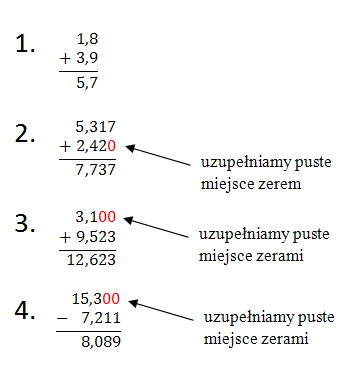 1.
1,8
+ 3,9
5,7
2.
5,317
+ 2,420
7,737
uzupełniamy puste
miejsce zerem
3.
3,100
+ 9,523
12,623
uzupełniamy puste
miejsce zerami
4.
15,300
− 7,211
8,089
uzupełniamy puste
miejsce zerami